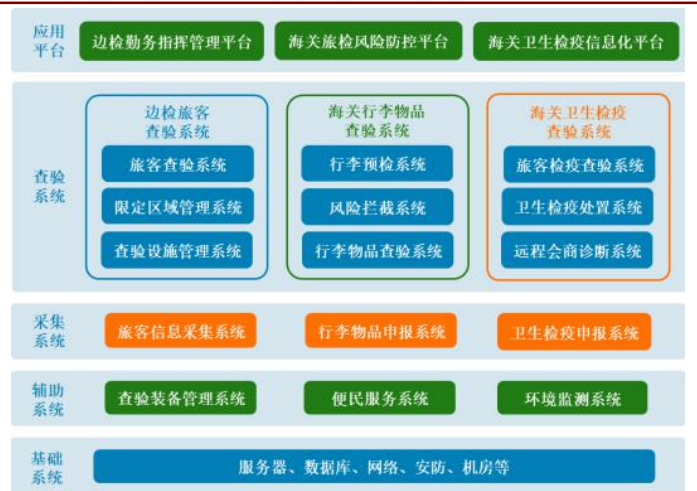 应用
平台
边检勤务指挥管理平台
海关旅检风险防控平台
海关卫生检疫信息化平台
查验
系统
边检旅客
查验系统
旅客查验系统
限定区域管理系统
查验设施管理系统
海关行李物品
查验系统
行李预检系统
风险拦截系统
行李物品查验系统
海关卫生检疫
查验系统
旅客检疫查验系统
卫生检疫处置系统
远程会商诊断系统
采集
系统
旅客信息采集系统
行李物品申报系统
卫生检疫申报系统
辅助
系统
查验装备管理系统
便民服务系统
环境监测系统
基础
系统
服务器、数据库、网络、安防、机房等